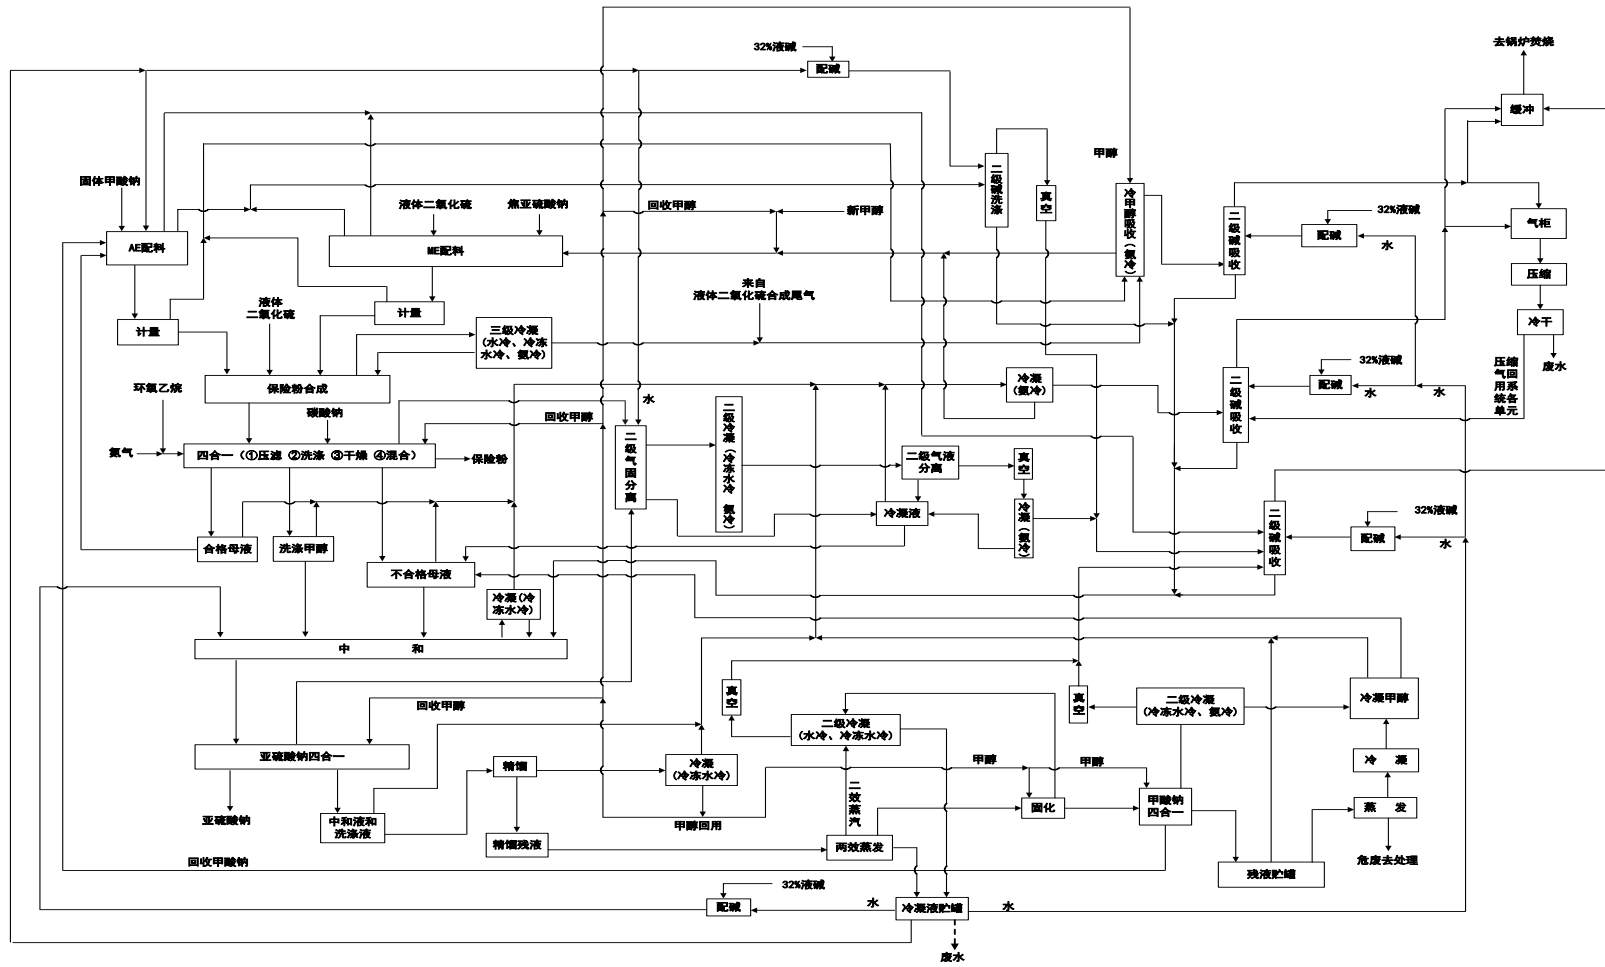 32%液碱
配碱
去锅炉焚烧
缓冲
甲醇
固体甲酸钠
液体二氧化硫
焦亚硫酸钠
回收甲醇
新甲醇
二级碱洗涤
真空
冷甲醇吸收(氨冷)
二级碱吸收
32%液碱
配碱
水
气柜
AE配料
ME配料
压缩
来自
液体二氧化硫合成尾气
液体
二氧化硫
计量
计量
三级冷凝
(水冷、冷冻
水冷、氨冷)
冷干
废水
压缩
气回
用系
统各
单元
环氧乙烷
保险粉合成
碳酸钠
回收甲醇
水
冷凝
(氨冷)
二级碱吸收
32%液碱
配碱
水
水
氮气
四合一(①压滤 ②洗涤 ③干燥 ④混合)
保险粉
二级气固分离
二级冷凝(冷冻水冷 氨冷)
二级气液
分离
真空
冷凝液
冷凝(氨冷)
二级碱吸收
32%液碱
配碱
水
合格母液
洗涤甲醇
不合格母液
冷凝(冷
冻水冷)
中 和
回收甲醇
真空
二级冷凝
(水冷、冷冻水冷)
真空
二级冷凝
(冷冻水冷、氨冷)
冷凝甲醇
亚硫酸钠四合一
精馏
冷凝
(冷冻水冷)
甲醇
甲醇
冷 凝
二效蒸汽
固化
甲酸钠
四合一
蒸 发
亚硫酸钠
中和液和
洗涤液
甲醇回用
精馏残液
两效蒸发
危废去处理
回收甲酸钠
残液贮罐
32%液碱
配碱
水
冷凝液贮罐
水
废水